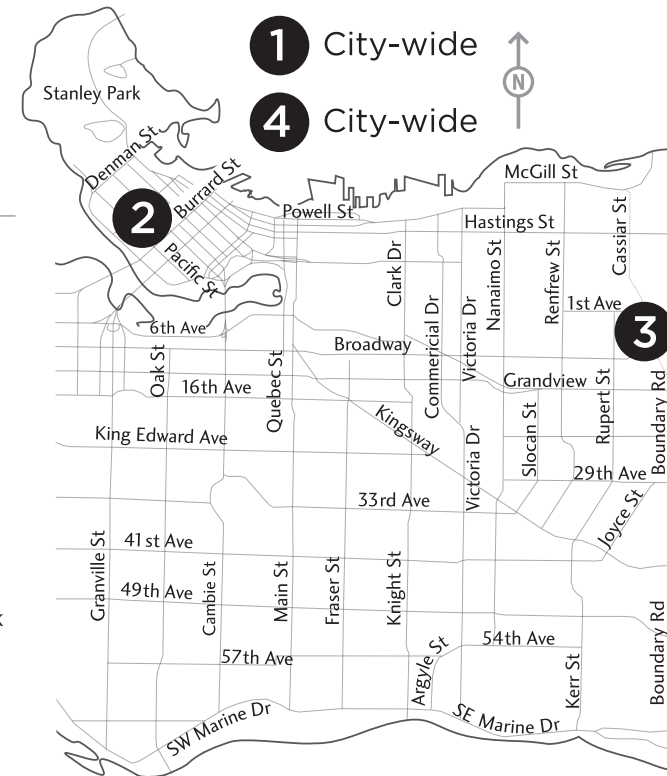 1 City-wide
N
4 City-wide
Stanley Park
Denman St
McGill St
2
Burrard St
Powell St
Hastings St
Cassiar St
Pacific St
Clark Dr
Nanaimo St
Renfrew St
1st Ave
3
6th Ave
Commericial Dr
Victoria Dr
Broadway
Oak St
Quebec St
16th Ave
Grandview
Rupert St
Boundary Rd
Kingsway
King Edward Ave
Slocan St
Victoria Dr
29th Ave
33rd Ave
Joyce St
Granville St
41st Ave
Cambie St
Main St
Fraser St
Knight St
49th Ave
k
Boundary Rd
54th Ave
57th Ave
Argyle St
Kerr St
SW Marine Dr
SE Marine Dr